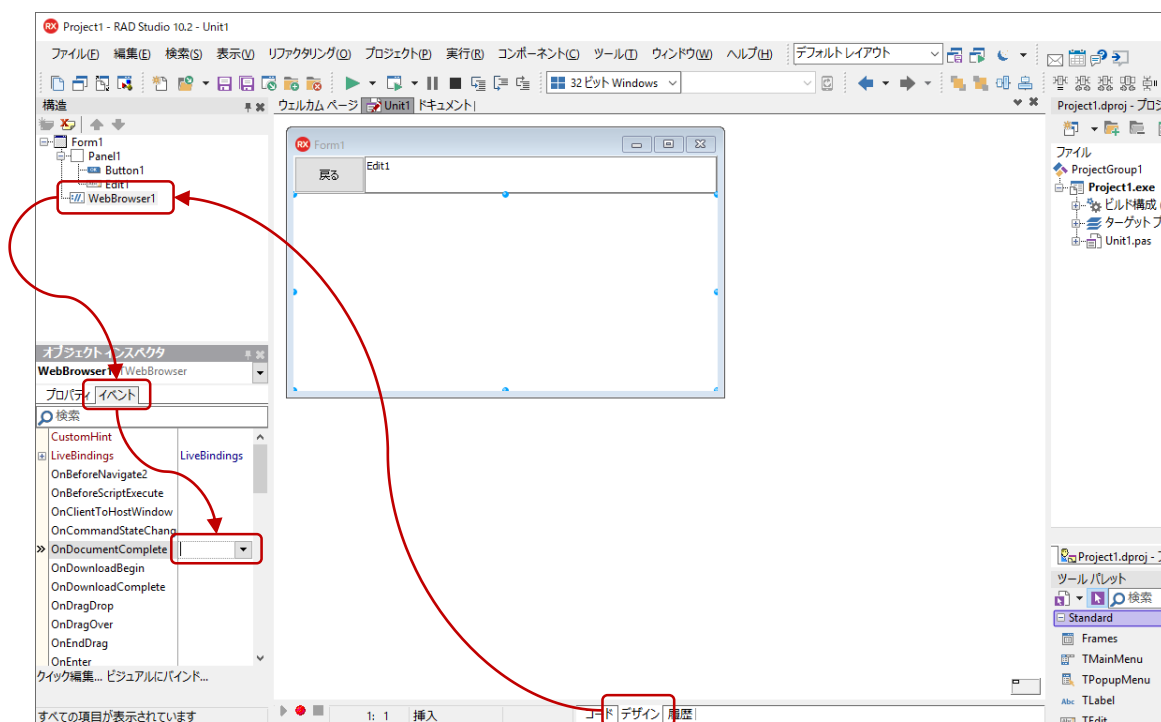 Project1 - RAD Studio 10.2 - Unit1
ファイル(F) 編集(E) 検索(S) 表示(V) リファクタリング(O) プロジェクト(P) 実行(R) コンポーネント(C) ツール(T) ウィンドウ(W) ヘルプ(H) デフォルト レイアウト
32 ビット Windows
構造
Form1
Panel1
Button1
Edit1
WebBrowser1
ウェルカム ページ Unit1 ドキュメント
Form1
戻る Edit1
Project1.dproj - プロジ
ファイル
ProjectGroup1
Project1.exe
ビルド構成 (
ターゲット プ
Unit1.pas
オブジェクト インスペクタ
WebBrowser1 TWebBrowser
プロパティ イベント
検索
CustomHint
LiveBindings LiveBindings
OnBeforeNavigate2
OnBeforeScriptExecute
OnClientToHostWindow
OnCommandStateChang
OnDocumentComplete
OnDownloadBegin
OnDownloadComplete
OnDragDrop
OnDragOver
OnEndDrag
OnEnter
クイック編集... ビジュアルにバインド...
すべての項目が表示されています
1: 1 挿入
コード デザイン 履歴
Project1.dproj -
ツール パレット
検索
Standard
Frames
TMainMenu
TPopupMenu
Abc TLabel
TEdit